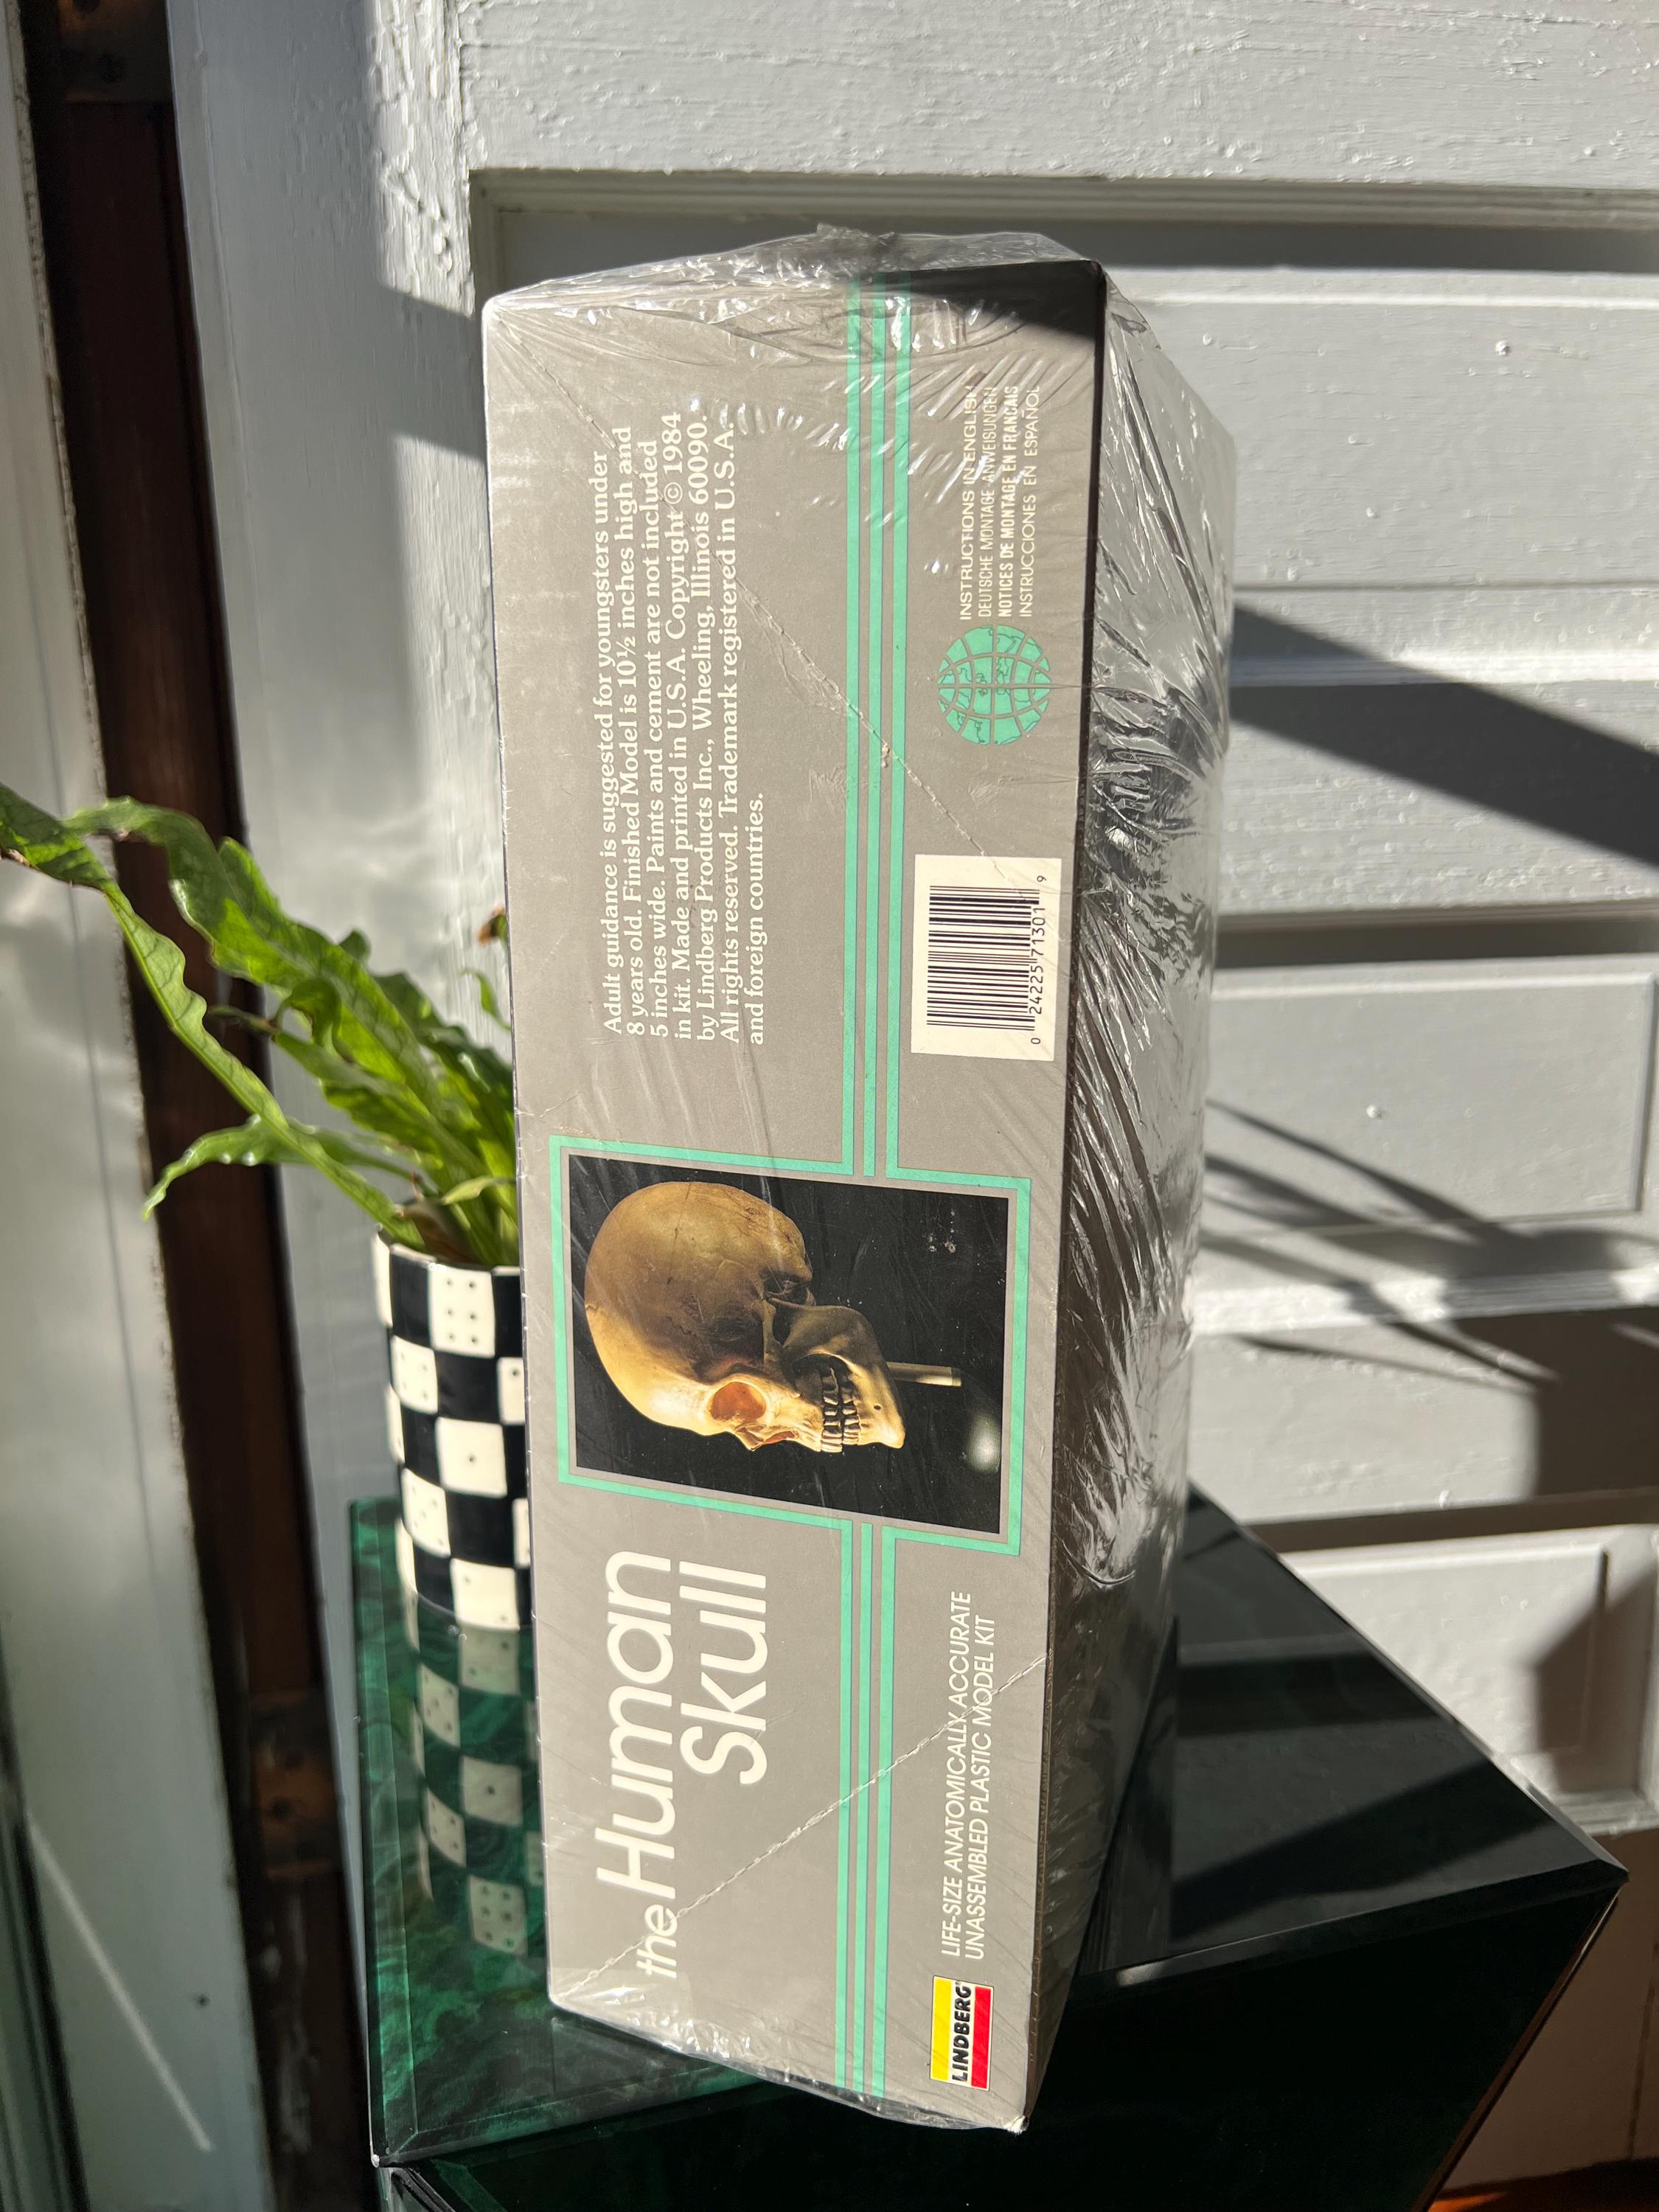 the Human
Skull
LIFE-SIZE ANATOMICALLY ACCURATE
UNASSEMBLED PLASTIC MODEL KIT
LINDBERG
Adult guidance is suggested for youngsters under
8 years old. Finished Model is 10½ inches high and
5 inches wide. Paints and cement are not included
in kit. Made and printed in U.S.A. Copyright © 1984
by Lindberg Products Inc., Wheeling, Illinois 60090.
All rights reserved. Trademark registered in U.S.A.
and foreign countries.
0 24225 71301 9
INSTRUCTIONS IN ENGLISH
DEUTSCHE MONTAGE ANWEISUNGEN
NOTICES DE MONTAGE EN FRANCAIS
INSTRUCCIONES EN ESPAÑOL